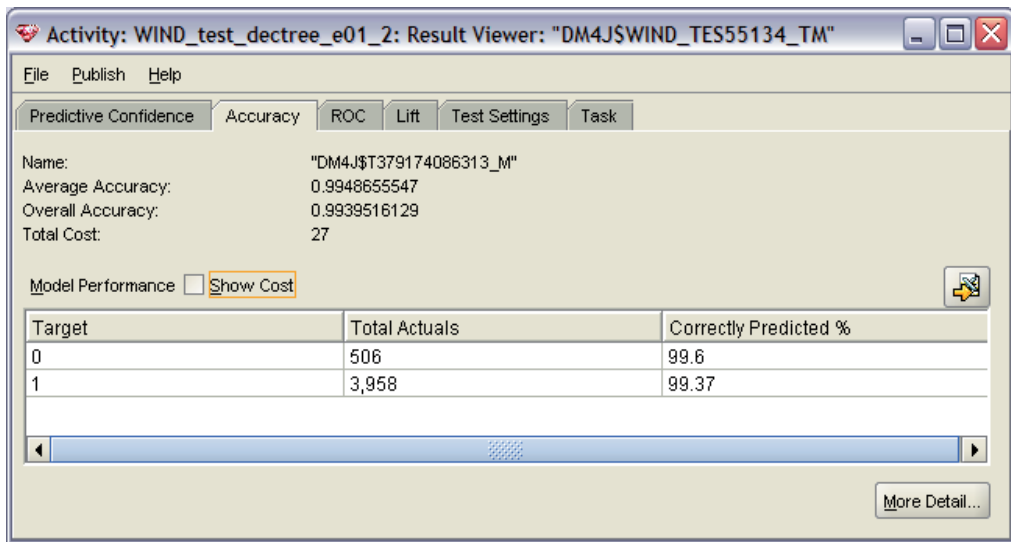 Activity: WIND_test_dectree_e01_2: Result Viewer: "DM4J$WIND_TES55134_TM"
File Publish Help
Predictive Confidence Accuracy ROC Lift Test Settings Task
Name: "DM4J$T379174086313_M"
Average Accuracy: 0.9948655547
Overall Accuracy: 0.9939516129
Total Cost: 27
Model Performance Show Cost
Target Total Actuals Correctly Predicted %
0 506 99.6
1 3,958 99.37
More Detail...